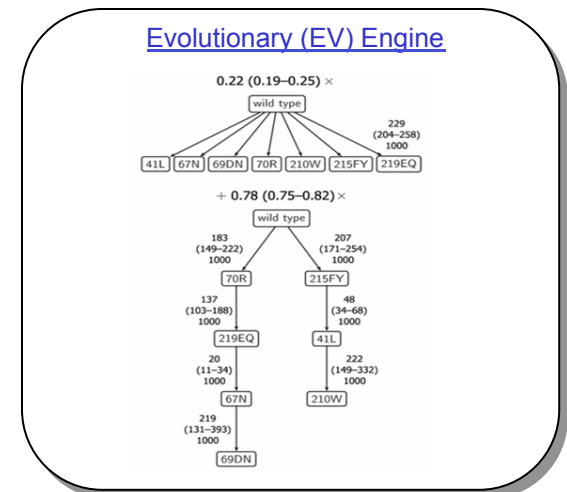 Evolutionary (EV) Engine
0.22 (0.19–0.25) ×
wild type
229
(204–258)
1000
41L 67N 69DN 70R 210W 215FY 219EQ
+ 0.78 (0.75–0.82)×
wild type
183
(149–222)
1000
207
(171–254)
1000
70R 215FY
137
(103–188)
1000
48
(34–68)
1000
219EQ 41L
20
(11–34)
1000
222
(149–332)
1000
67N 210W
219
(131–393)
1000
69DN